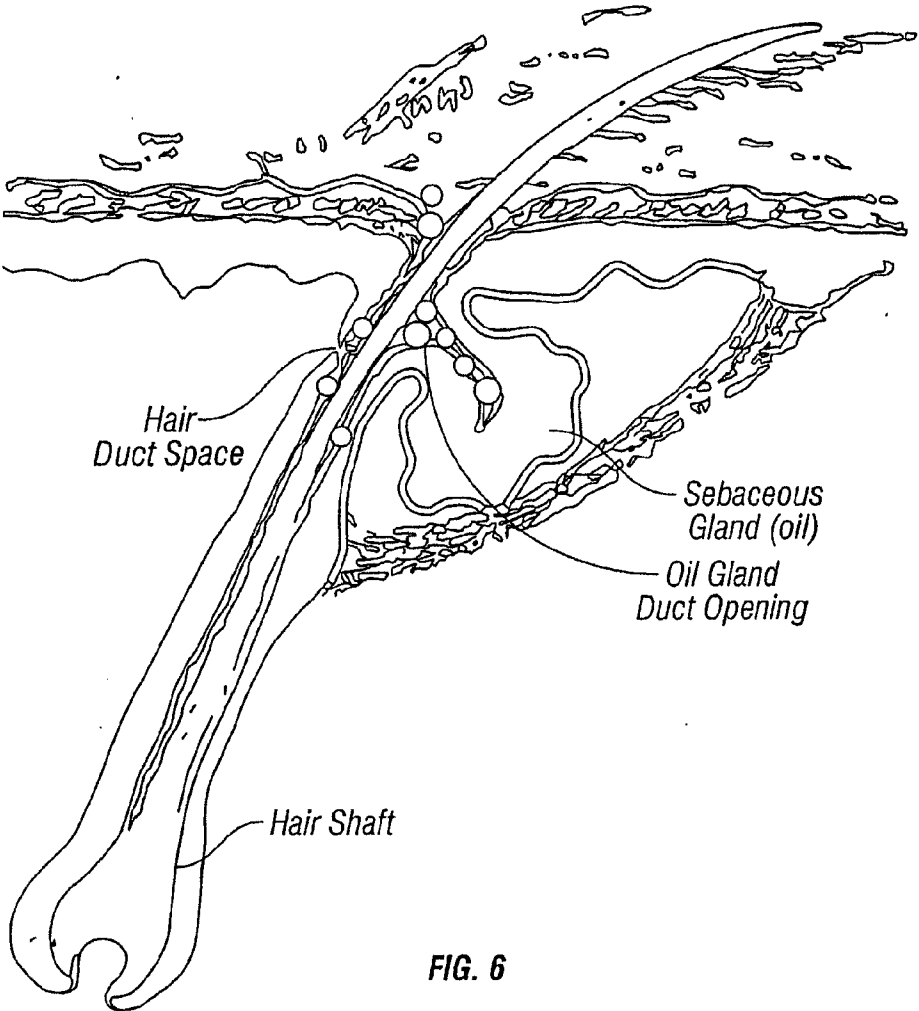 Hair
Duct Space
Sebaceous
Gland (oil)
Oil Gland
Duct Opening
Hair Shaft
FIG. 6